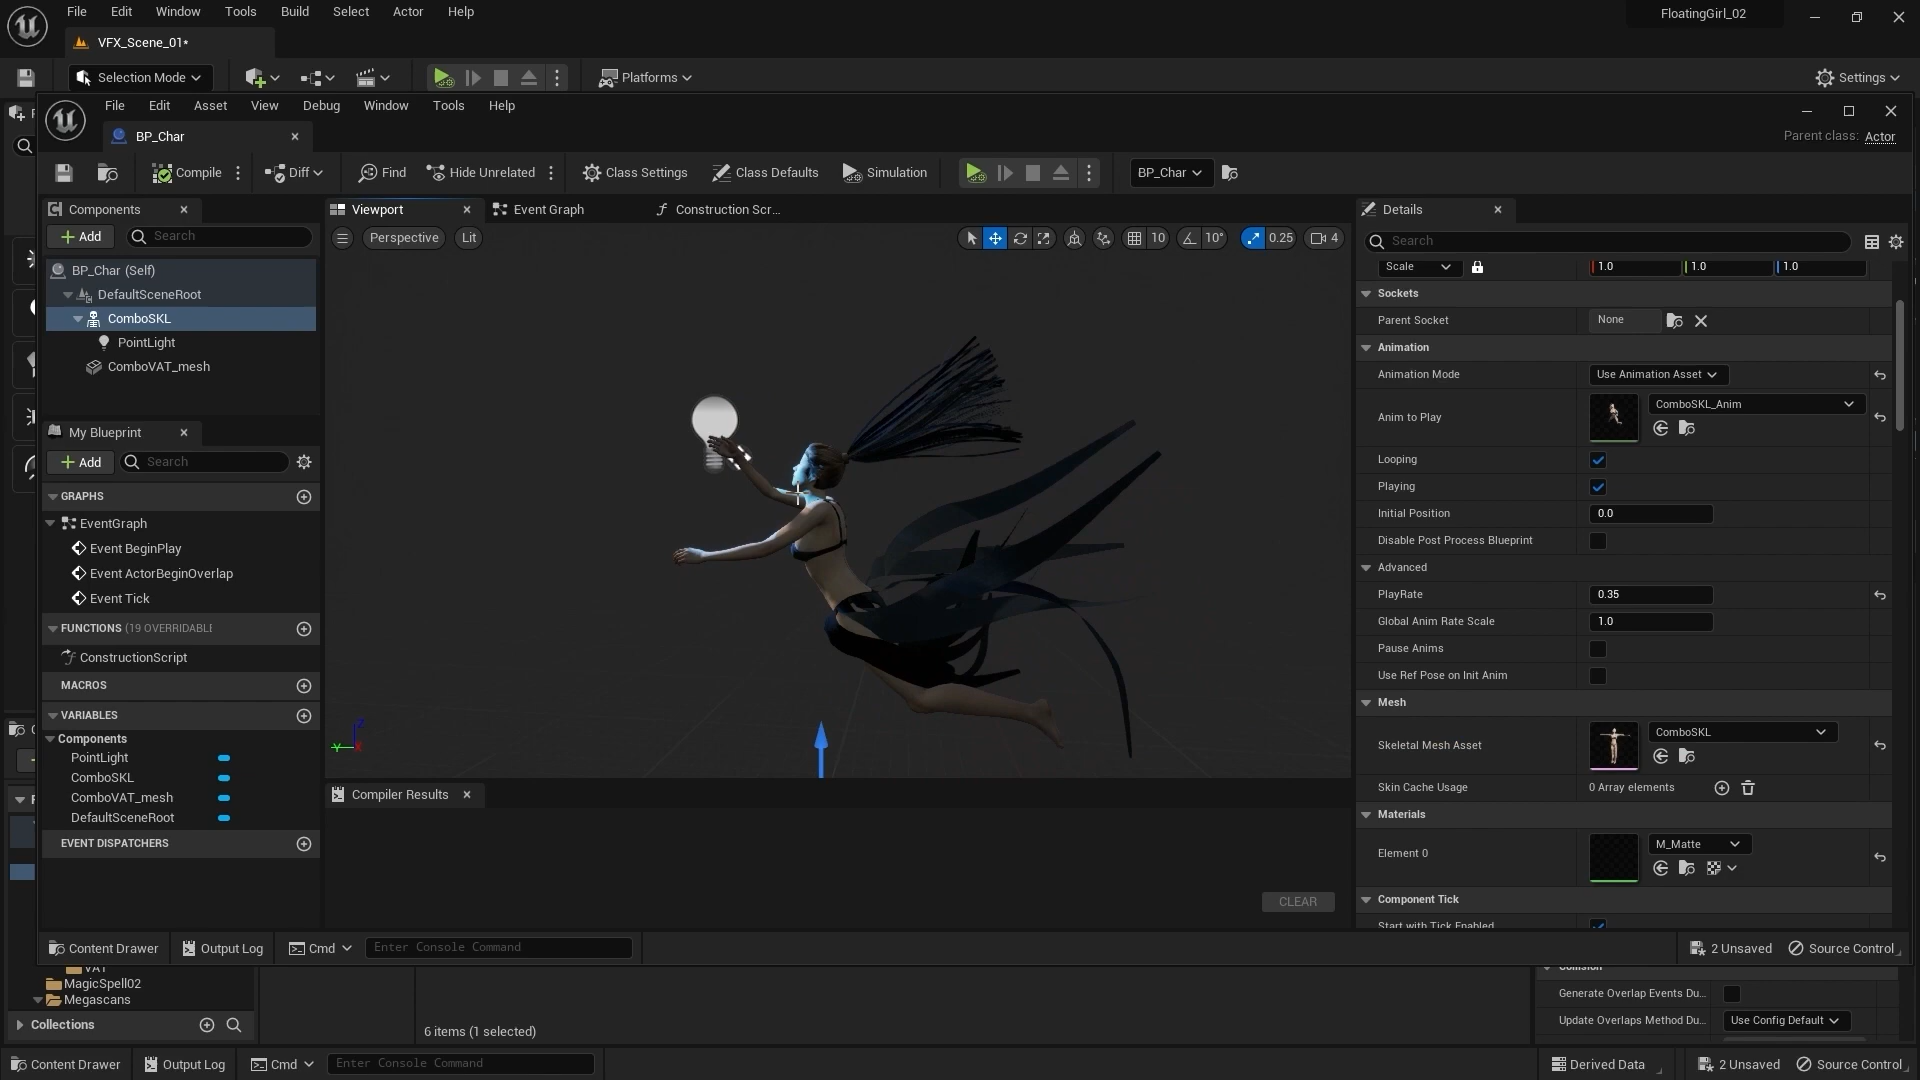 File Edit Window Tools Build Select Actor Help
FloatingGirl_02
VFX_Scene_01*
Selection Mode
Platforms
Settings
File Edit Asset View Debug Window Tools Help
BP_Char
Parent class: Actor
Compile
Diff
Find
Hide Unrelated
Class Settings
Class Defaults
Simulation
BP_Char
Components
Add
Search
BP_Char (Self)
DefaultSceneRoot
ComboSKL
PointLight
ComboVAT_mesh
My Blueprint
Add
Search
GRAPHS
EventGraph
Event BeginPlay
Event ActorBeginOverlap
Event Tick
FUNCTIONS (19 OVERRIDABLE
ConstructionScript
MACROS
VARIABLES
Components
PointLight
ComboSKL
ComboVAT_mesh
DefaultSceneRoot
EVENT DISPATCHERS
Viewport
Event Graph
Construction Scr...
Perspective
Lit
10
10°
0.25
4
Z
Y
Compiler Results
CLEAR
Details
Search
Scale 1.0 1.0 1.0
Sockets
Parent Socket None
Animation
Animation Mode Use Animation Asset
Anim to Play ComboSKL_Anim
Looping
Playing
Initial Position 0.0
Disable Post Process Blueprint
Advanced
PlayRate 0.35
Global Anim Rate Scale 1.0
Pause Anims
Use Ref Pose on Init Anim
Mesh
Skeletal Mesh Asset ComboSKL
Skin Cache Usage 0 Array elements
Materials
Element 0 M_Matte
Component Tick
Start with Tick Enabled
Content Drawer
Output Log
Cmd
Enter Console Command
2 Unsaved
Source Control
VAT
MagicSpell02
Megascans
Collections
6 items (1 selected)
Collision
Generate Overlap Events Du...
Update Overlaps Method Du... Use Config Default
Content Drawer
Output Log
Cmd
Enter Console Command
Derived Data
2 Unsaved
Source Control